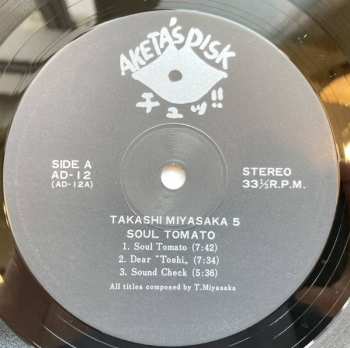 AKETA'S DISK
チュッ!!
SIDE A
AD-12
(AD-12A)
STEREO
33⅓R.P.M.
TAKASHI MIYASAKA 5
SOUL TOMATO
1. Soul Tomato (7:42)
2. Dear "Toshi„ (7:34)
3. Sound Check (5:36)
All titles composed by T.Miyasaka